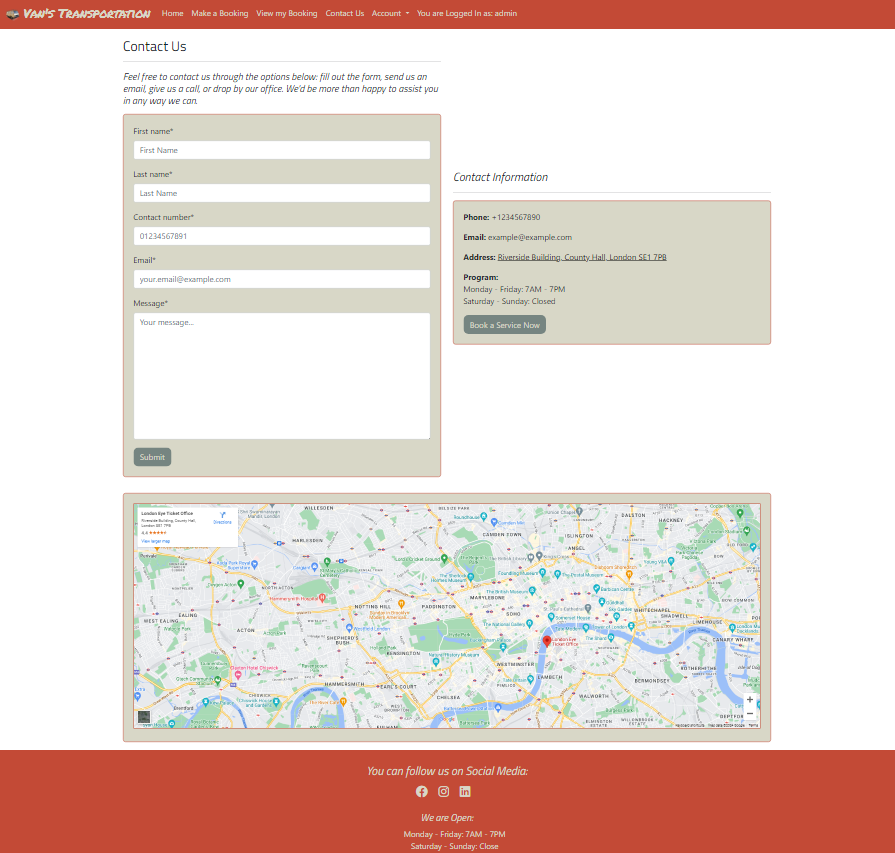 Van's Transportation
Home
Make a Booking
View my Booking
Contact Us
Account
You are Logged In as: admin
Contact Us
Feel free to contact us through the options below: fill out the form, send us an
email, give us a call, or drop by our office. We'd be more than happy to assist you
in any way we can.
First name*
First Name
Last name*
Last Name
Contact number*
01234567891
Email*
your.email@example.com
Message*
Your message...
Submit
Contact Information
Phone: +1234567890
Email: example@example.com
Address: Riverside Building, County Hall, London SE1 7PB
Program:
Monday - Friday: 7AM - 7PM
Saturday - Sunday: Closed
Book a Service Now
London Eye Ticket Office
Riverside Building, County Hall,
London SE1 7PB
Directions
View larger map
WILLESDEN
BELSIZE PARK
DALSTON
HACKNEY
CAMDEN TOWN
ISLINGTON
ANGEL
HARLESDEN
NORTH ACTON
MARYLEBONE
NOTTING HILL
PADDINGTON
SOHO
WHITECHAPEL
SHADWELL
LIMEHOUSE
CANARY WHARF
EALING
WEST EALING
ACTON
SHEPHERD'S
BUSH
KENSINGTON
WESTMINSTER
London Eye
Ticket Office
LAMBETH
BERMONDSEY
ROTHERHITHE
HAMMERSMITH
EARL'S COURT
CHELSEA
PIMLICO
WALWORTH
CHISWICK
Brentford
You can follow us on Social Media:
We are Open:
Monday - Friday: 7AM - 7PM
Saturday - Sunday: Close